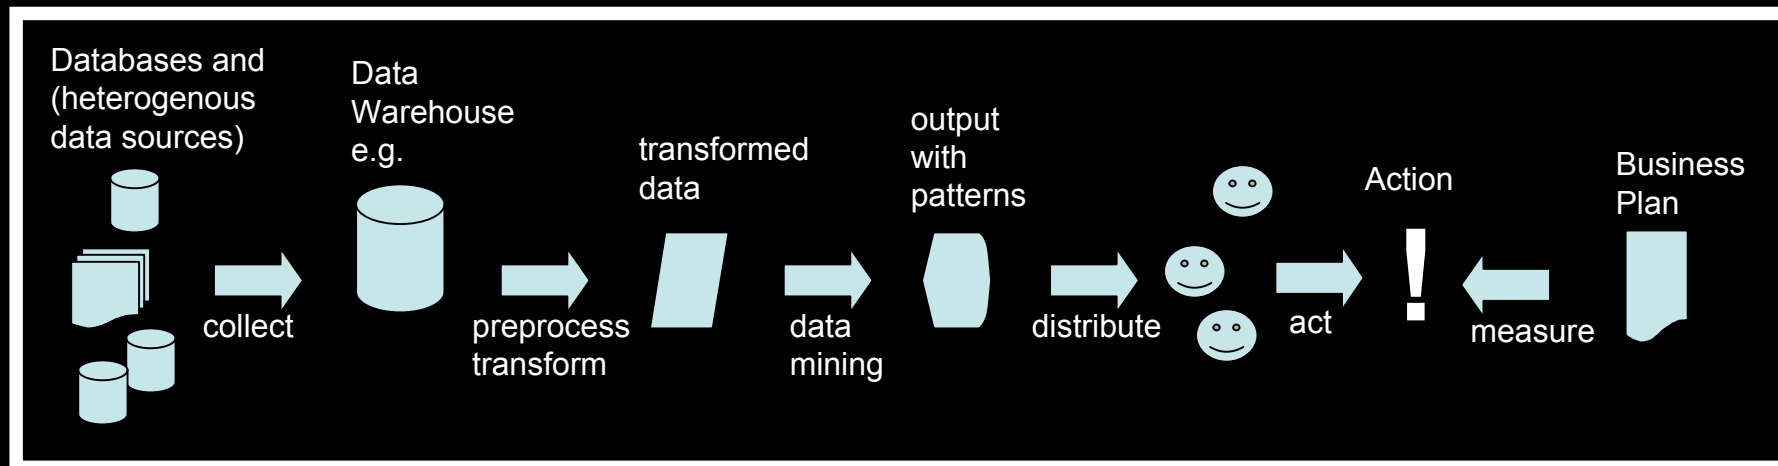 Databases and
(heterogenous
data sources)
collect
Data
Warehouse
e.g.
preprocess
transform
transformed
data
data
mining
output
with
patterns
distribute
act
Action
!
measure
Business
Plan